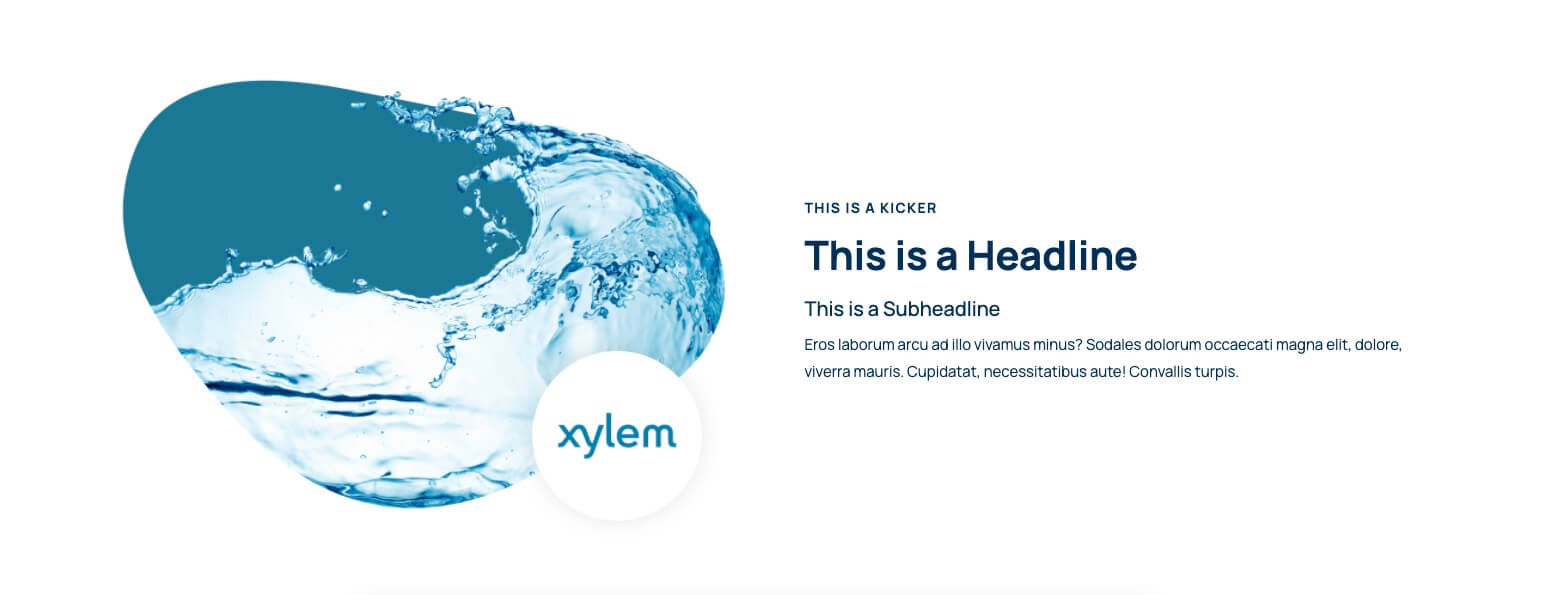 xylem
THIS IS A KICKER
This is a Headline
This is a Subheadline
Eros laborum arcu ad illo vivamus minus? Sodales dolorum occaecati magna elit, dolore,
viverra mauris. Cupidatat, necessitatibus aute! Convallis turpis.